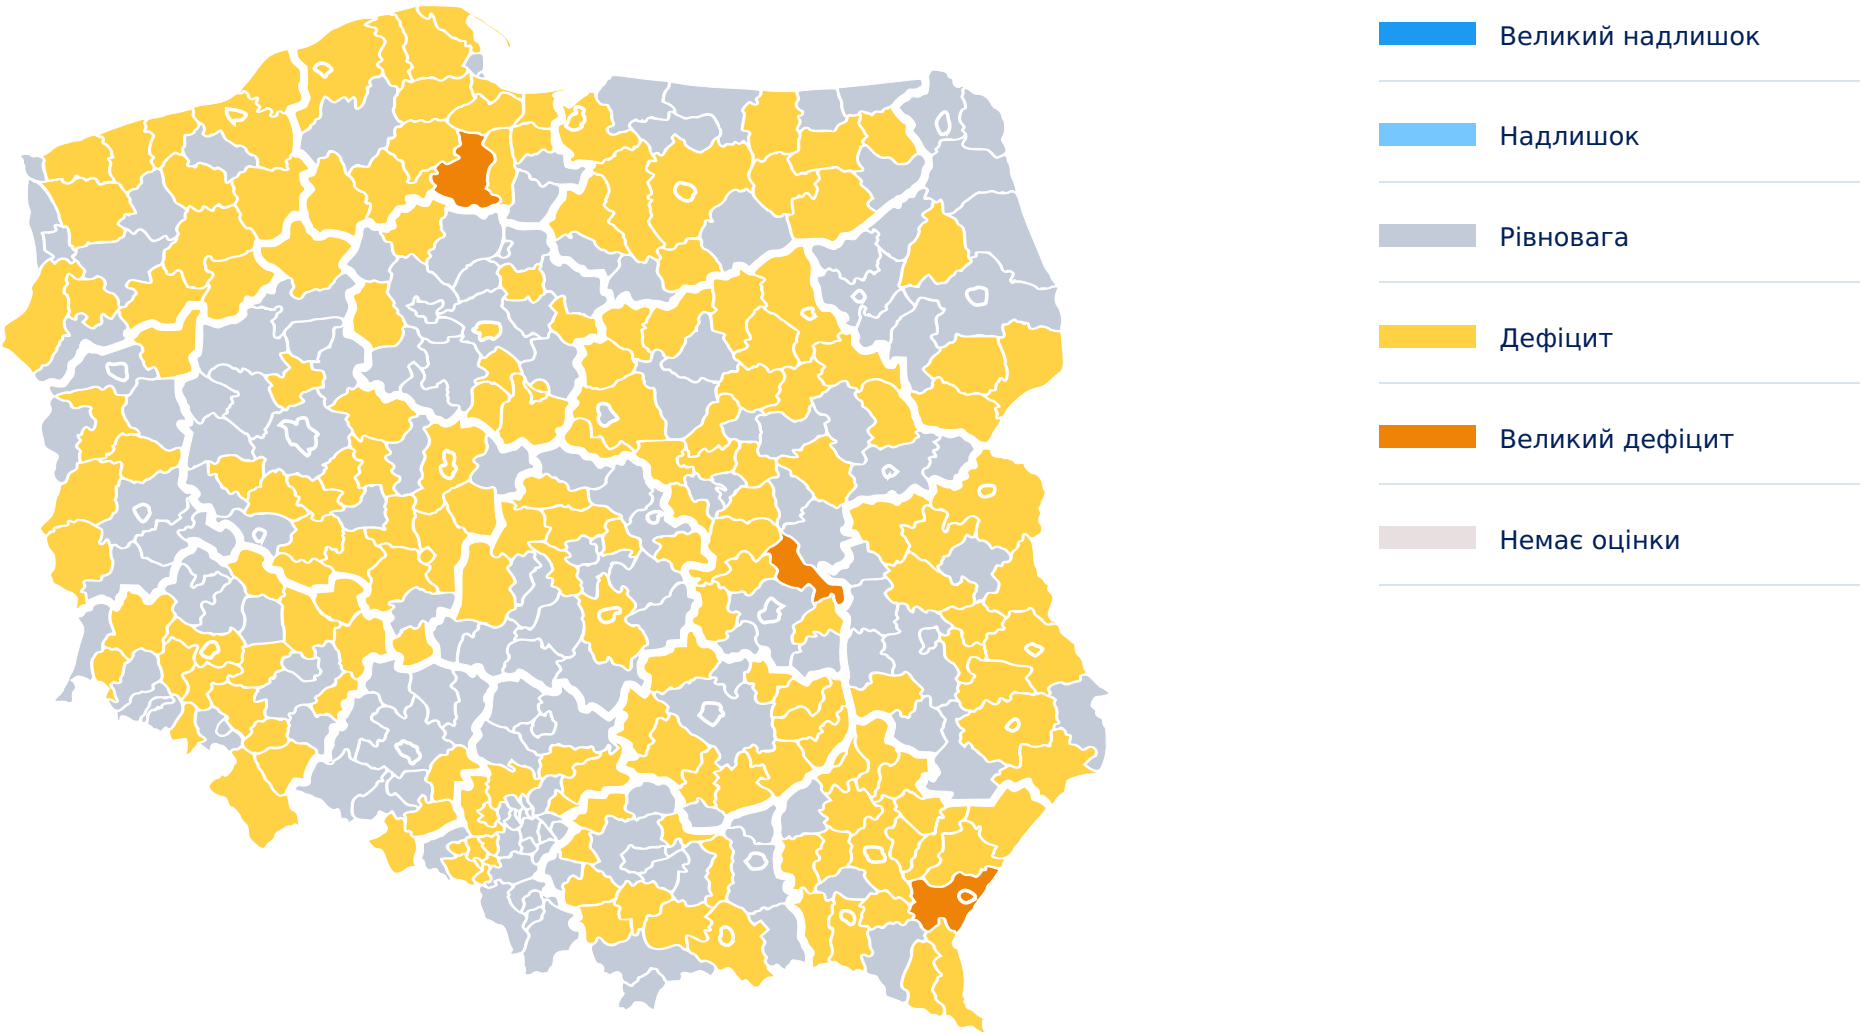 Великий надлишок
Надлишок
Рівновага
Дефіцит
Великий дефіцит
Немає оцінки